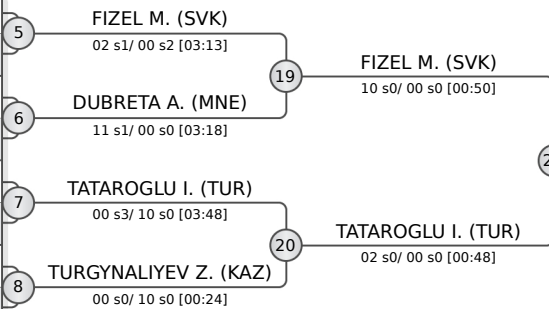 5
FIZEL M. (SVK)
02 s1/ 00 s2 [03:13]
19
FIZEL M. (SVK)
10 s0/ 00 s0 [00:50]
6
DUBRETA A. (MNE)
11 s1/ 00 s0 [03:18]
7
TATAROGLU I. (TUR)
00 s3/ 10 s0 [03:48]
20
TATAROGLU I. (TUR)
02 s0/ 00 s0 [00:48]
8
TURGYNALIYEV Z. (KAZ)
00 s0/ 10 s0 [00:24]